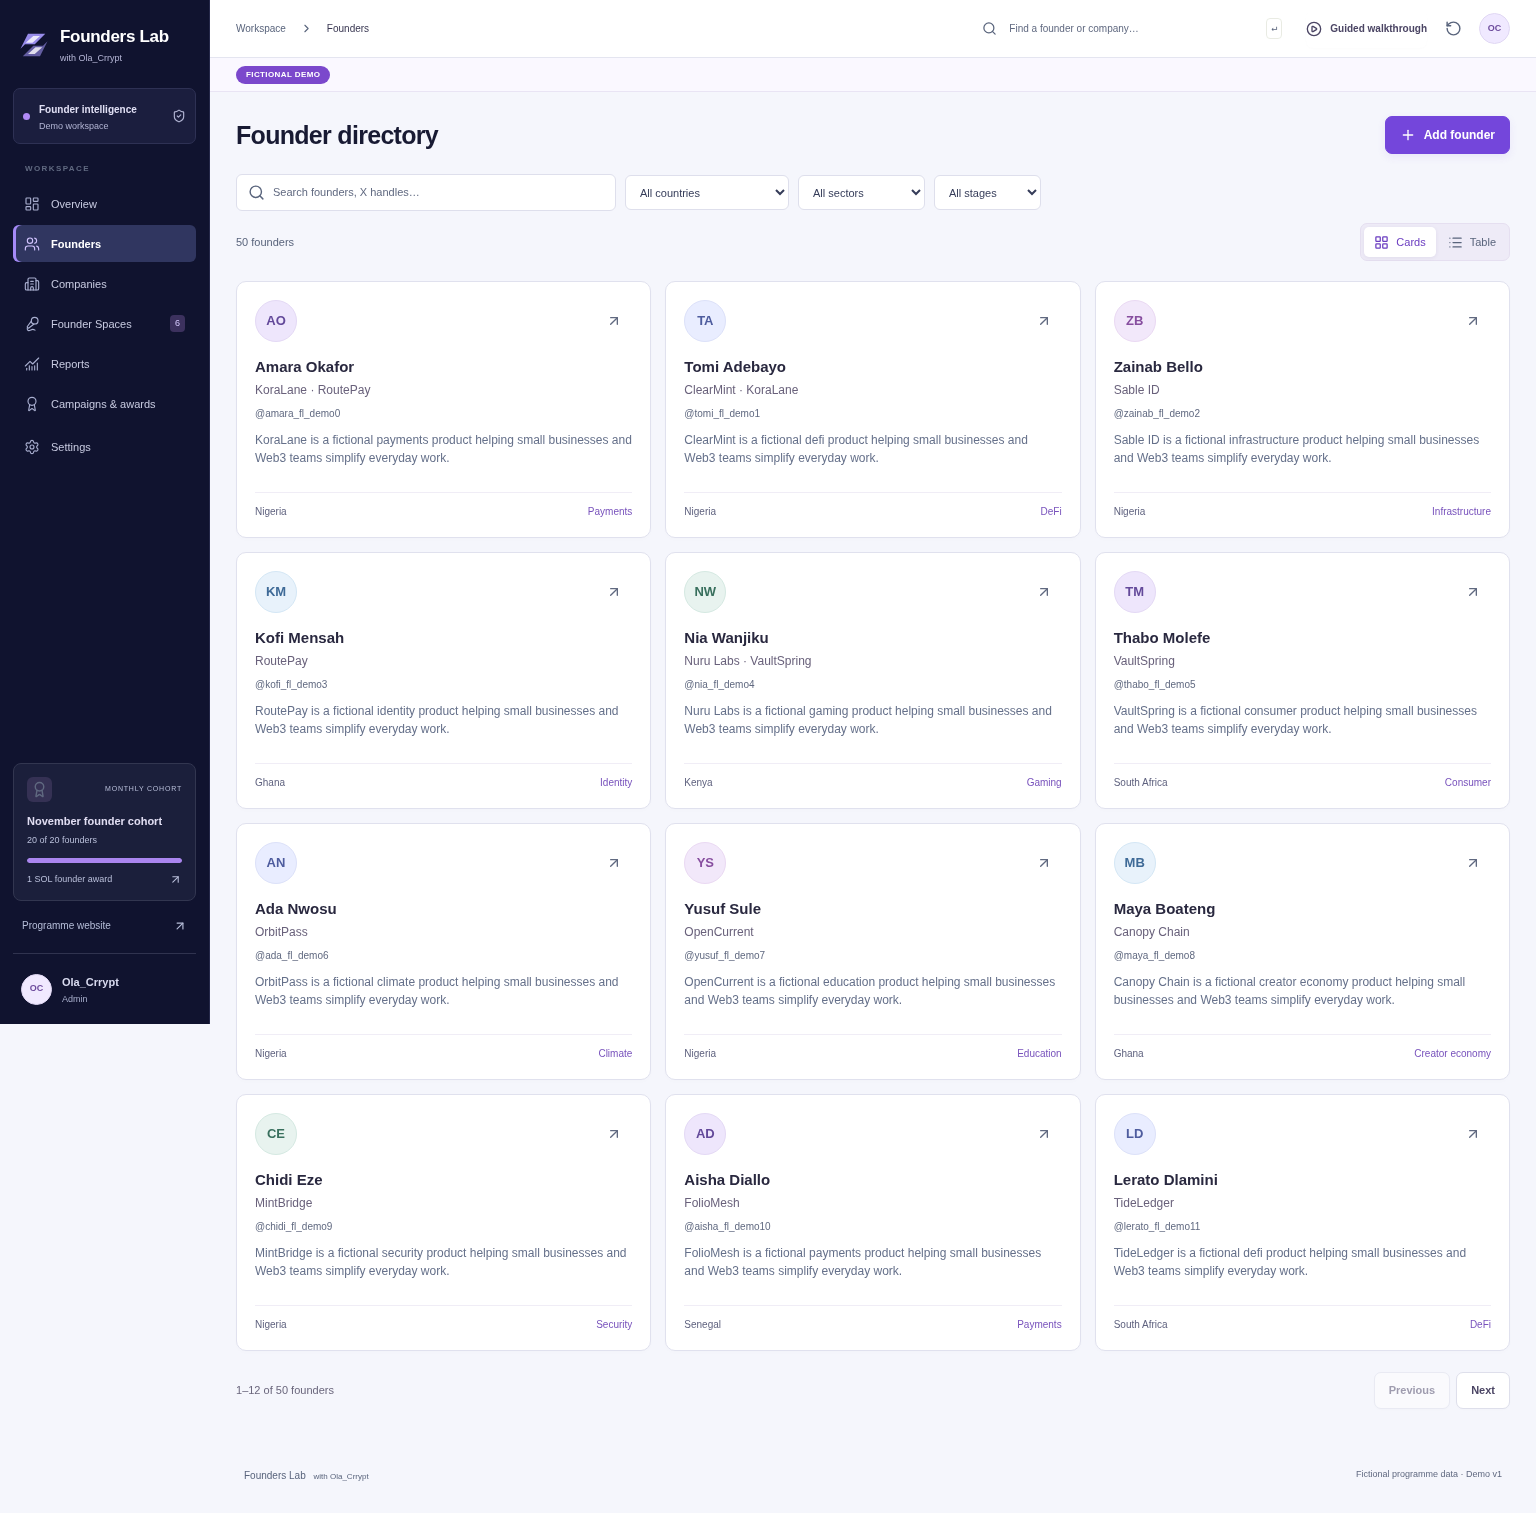 Founders Lab
with Ola_Crrypt
Founder intelligence
Demo workspace
WORKSPACE
Overview
Founders
Companies
Founder Spaces 6
Reports
Campaigns & awards
Settings
MONTHLY COHORT
November founder cohort
20 of 20 founders
1 SOL founder award
Programme website
OC
Ola_Crrypt
Admin
Workspace Founders
Find a founder or company…
↵
Guided walkthrough
OC
FICTIONAL DEMO
Founder directory
Add founder
Search founders, X handles…
All countries
All sectors
All stages
50 founders
Cards
Table
AO
Amara Okafor
KoraLane · RoutePay
@amara_fl_demo0
KoraLane is a fictional payments product helping small businesses and
Web3 teams simplify everyday work.
Nigeria Payments
TA
Tomi Adebayo
ClearMint · KoraLane
@tomi_fl_demo1
ClearMint is a fictional defi product helping small businesses and
Web3 teams simplify everyday work.
Nigeria DeFi
ZB
Zainab Bello
Sable ID
@zainab_fl_demo2
Sable ID is a fictional infrastructure product helping small businesses
and Web3 teams simplify everyday work.
Nigeria Infrastructure
KM
Kofi Mensah
RoutePay
@kofi_fl_demo3
RoutePay is a fictional identity product helping small businesses and
Web3 teams simplify everyday work.
Ghana Identity
NW
Nia Wanjiku
Nuru Labs · VaultSpring
@nia_fl_demo4
Nuru Labs is a fictional gaming product helping small businesses and
Web3 teams simplify everyday work.
Kenya Gaming
TM
Thabo Molefe
VaultSpring
@thabo_fl_demo5
VaultSpring is a fictional consumer product helping small businesses
and Web3 teams simplify everyday work.
South Africa Consumer
AN
Ada Nwosu
OrbitPass
@ada_fl_demo6
OrbitPass is a fictional climate product helping small businesses and
Web3 teams simplify everyday work.
Nigeria Climate
YS
Yusuf Sule
OpenCurrent
@yusuf_fl_demo7
OpenCurrent is a fictional education product helping small businesses
and Web3 teams simplify everyday work.
Nigeria Education
MB
Maya Boateng
Canopy Chain
@maya_fl_demo8
Canopy Chain is a fictional creator economy product helping small
businesses and Web3 teams simplify everyday work.
Ghana Creator economy
CE
Chidi Eze
MintBridge
@chidi_fl_demo9
MintBridge is a fictional security product helping small businesses and
Web3 teams simplify everyday work.
Nigeria Security
AD
Aisha Diallo
FolioMesh
@aisha_fl_demo10
FolioMesh is a fictional payments product helping small businesses
and Web3 teams simplify everyday work.
Senegal Payments
LD
Lerato Dlamini
TideLedger
@lerato_fl_demo11
TideLedger is a fictional defi product helping small businesses and
Web3 teams simplify everyday work.
South Africa DeFi
1–12 of 50 founders
Previous
Next
Founders Lab with Ola_Crrypt
Fictional programme data · Demo v1